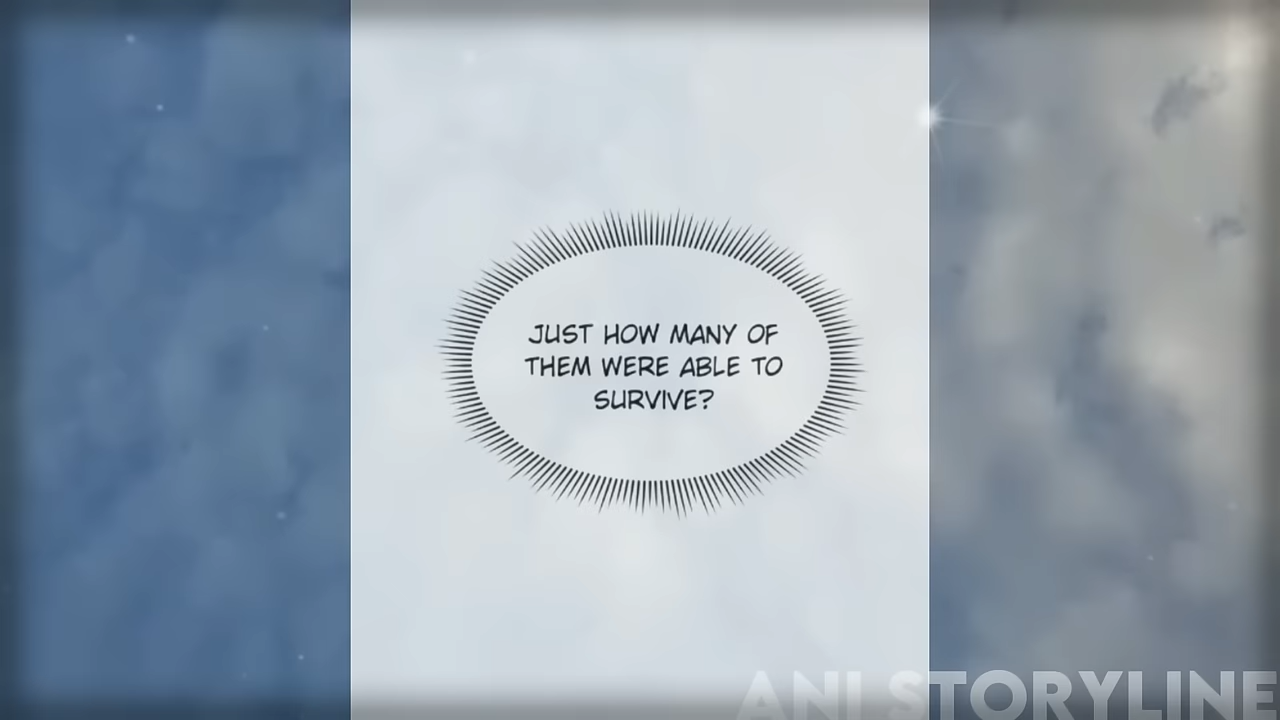 JUST HOW MANY OF
THEM WERE ABLE TO
SURVIVE?
ANI STORYLINE